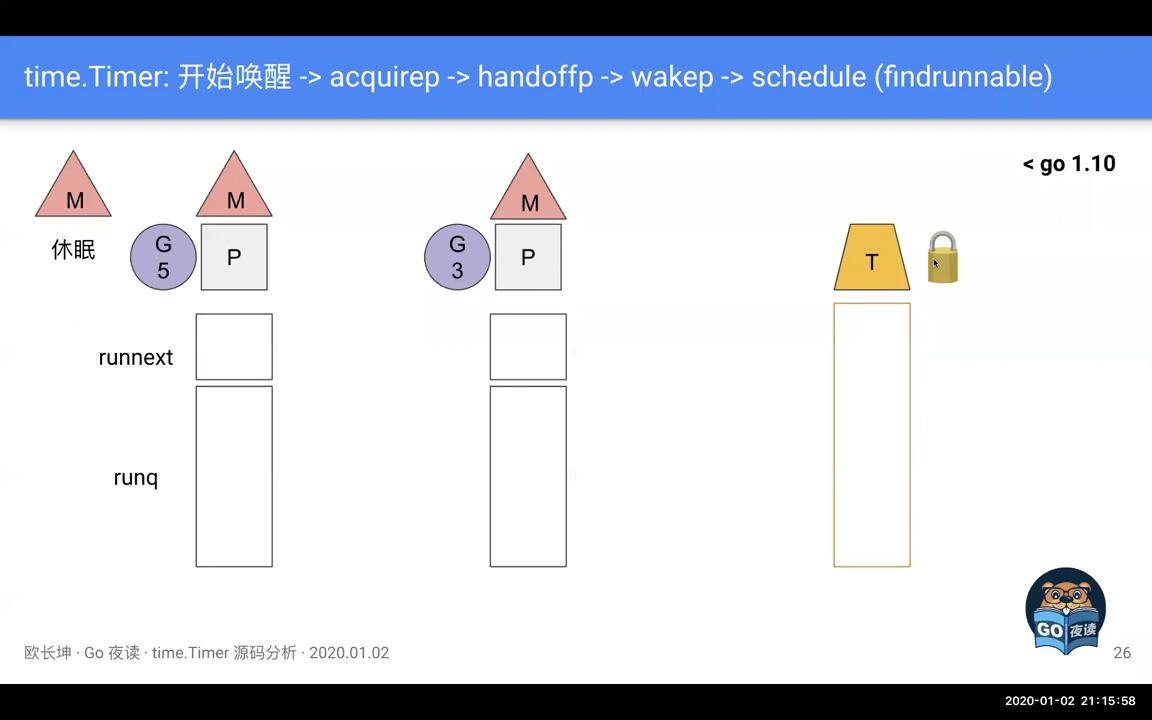 time.Timer: 开始唤醒 -> acquirep -> handoffp -> wakep -> schedule (findrunnable)
< go 1.10
M
M
M
休眠
G
5
P
G
3
P
T
runnext
runq
GO 夜读
欧长坤 · Go 夜读 · time.Timer 源码分析 · 2020.01.02
26
2020-01-02 21:15:58